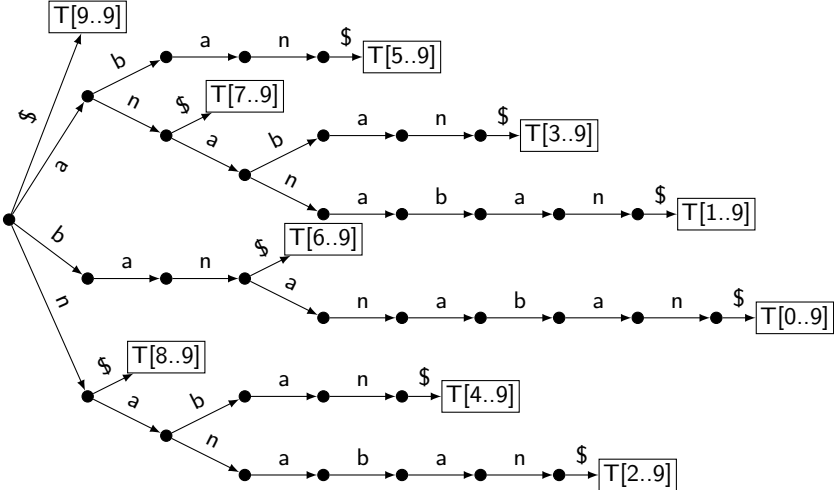 T[9..9]
a n $ T[5..9]
b
$ T[7..9]
n
$
a n $ T[3..9]
b
a
a
n
a b a n $ T[1..9]
$ T[6..9]
b
a n
a
n
n a b a n $ T[0..9]
$ T[8..9]
a n $ T[4..9]
b
a
n
a b a n $ T[2..9]